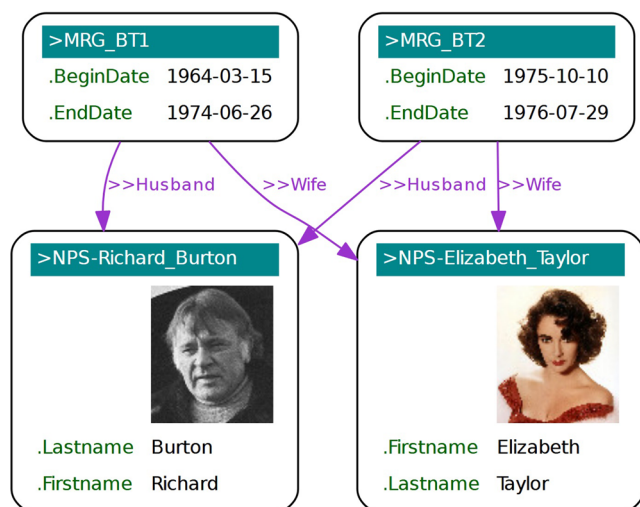 >MRG_BT1
.BeginDate 1964-03-15
.EndDate 1974-06-26
>MRG_BT2
.BeginDate 1975-10-10
.EndDate 1976-07-29
>>Husband
>>Wife
>>Husband
>>Wife
>NPS-Richard_Burton
.Lastname Burton
.Firstname Richard
>NPS-Elizabeth_Taylor
.Firstname Elizabeth
.Lastname Taylor